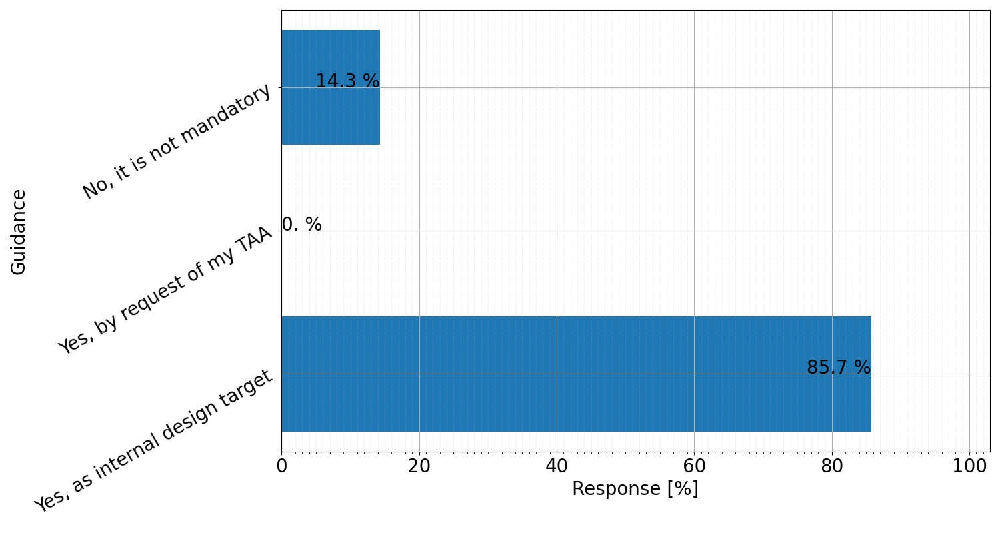 14.3 %
No, it is not mandatory
0. %
Yes, by request of my TAA
85.7 %
Yes, as internal design target
Guidance
0 20 40 60 80 100
Response [%]